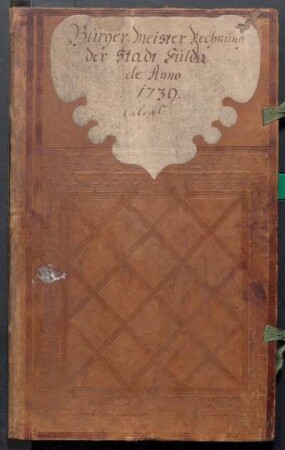 Bürger Meister Rechnung
der Stadt Fulda
de Anno
1739.